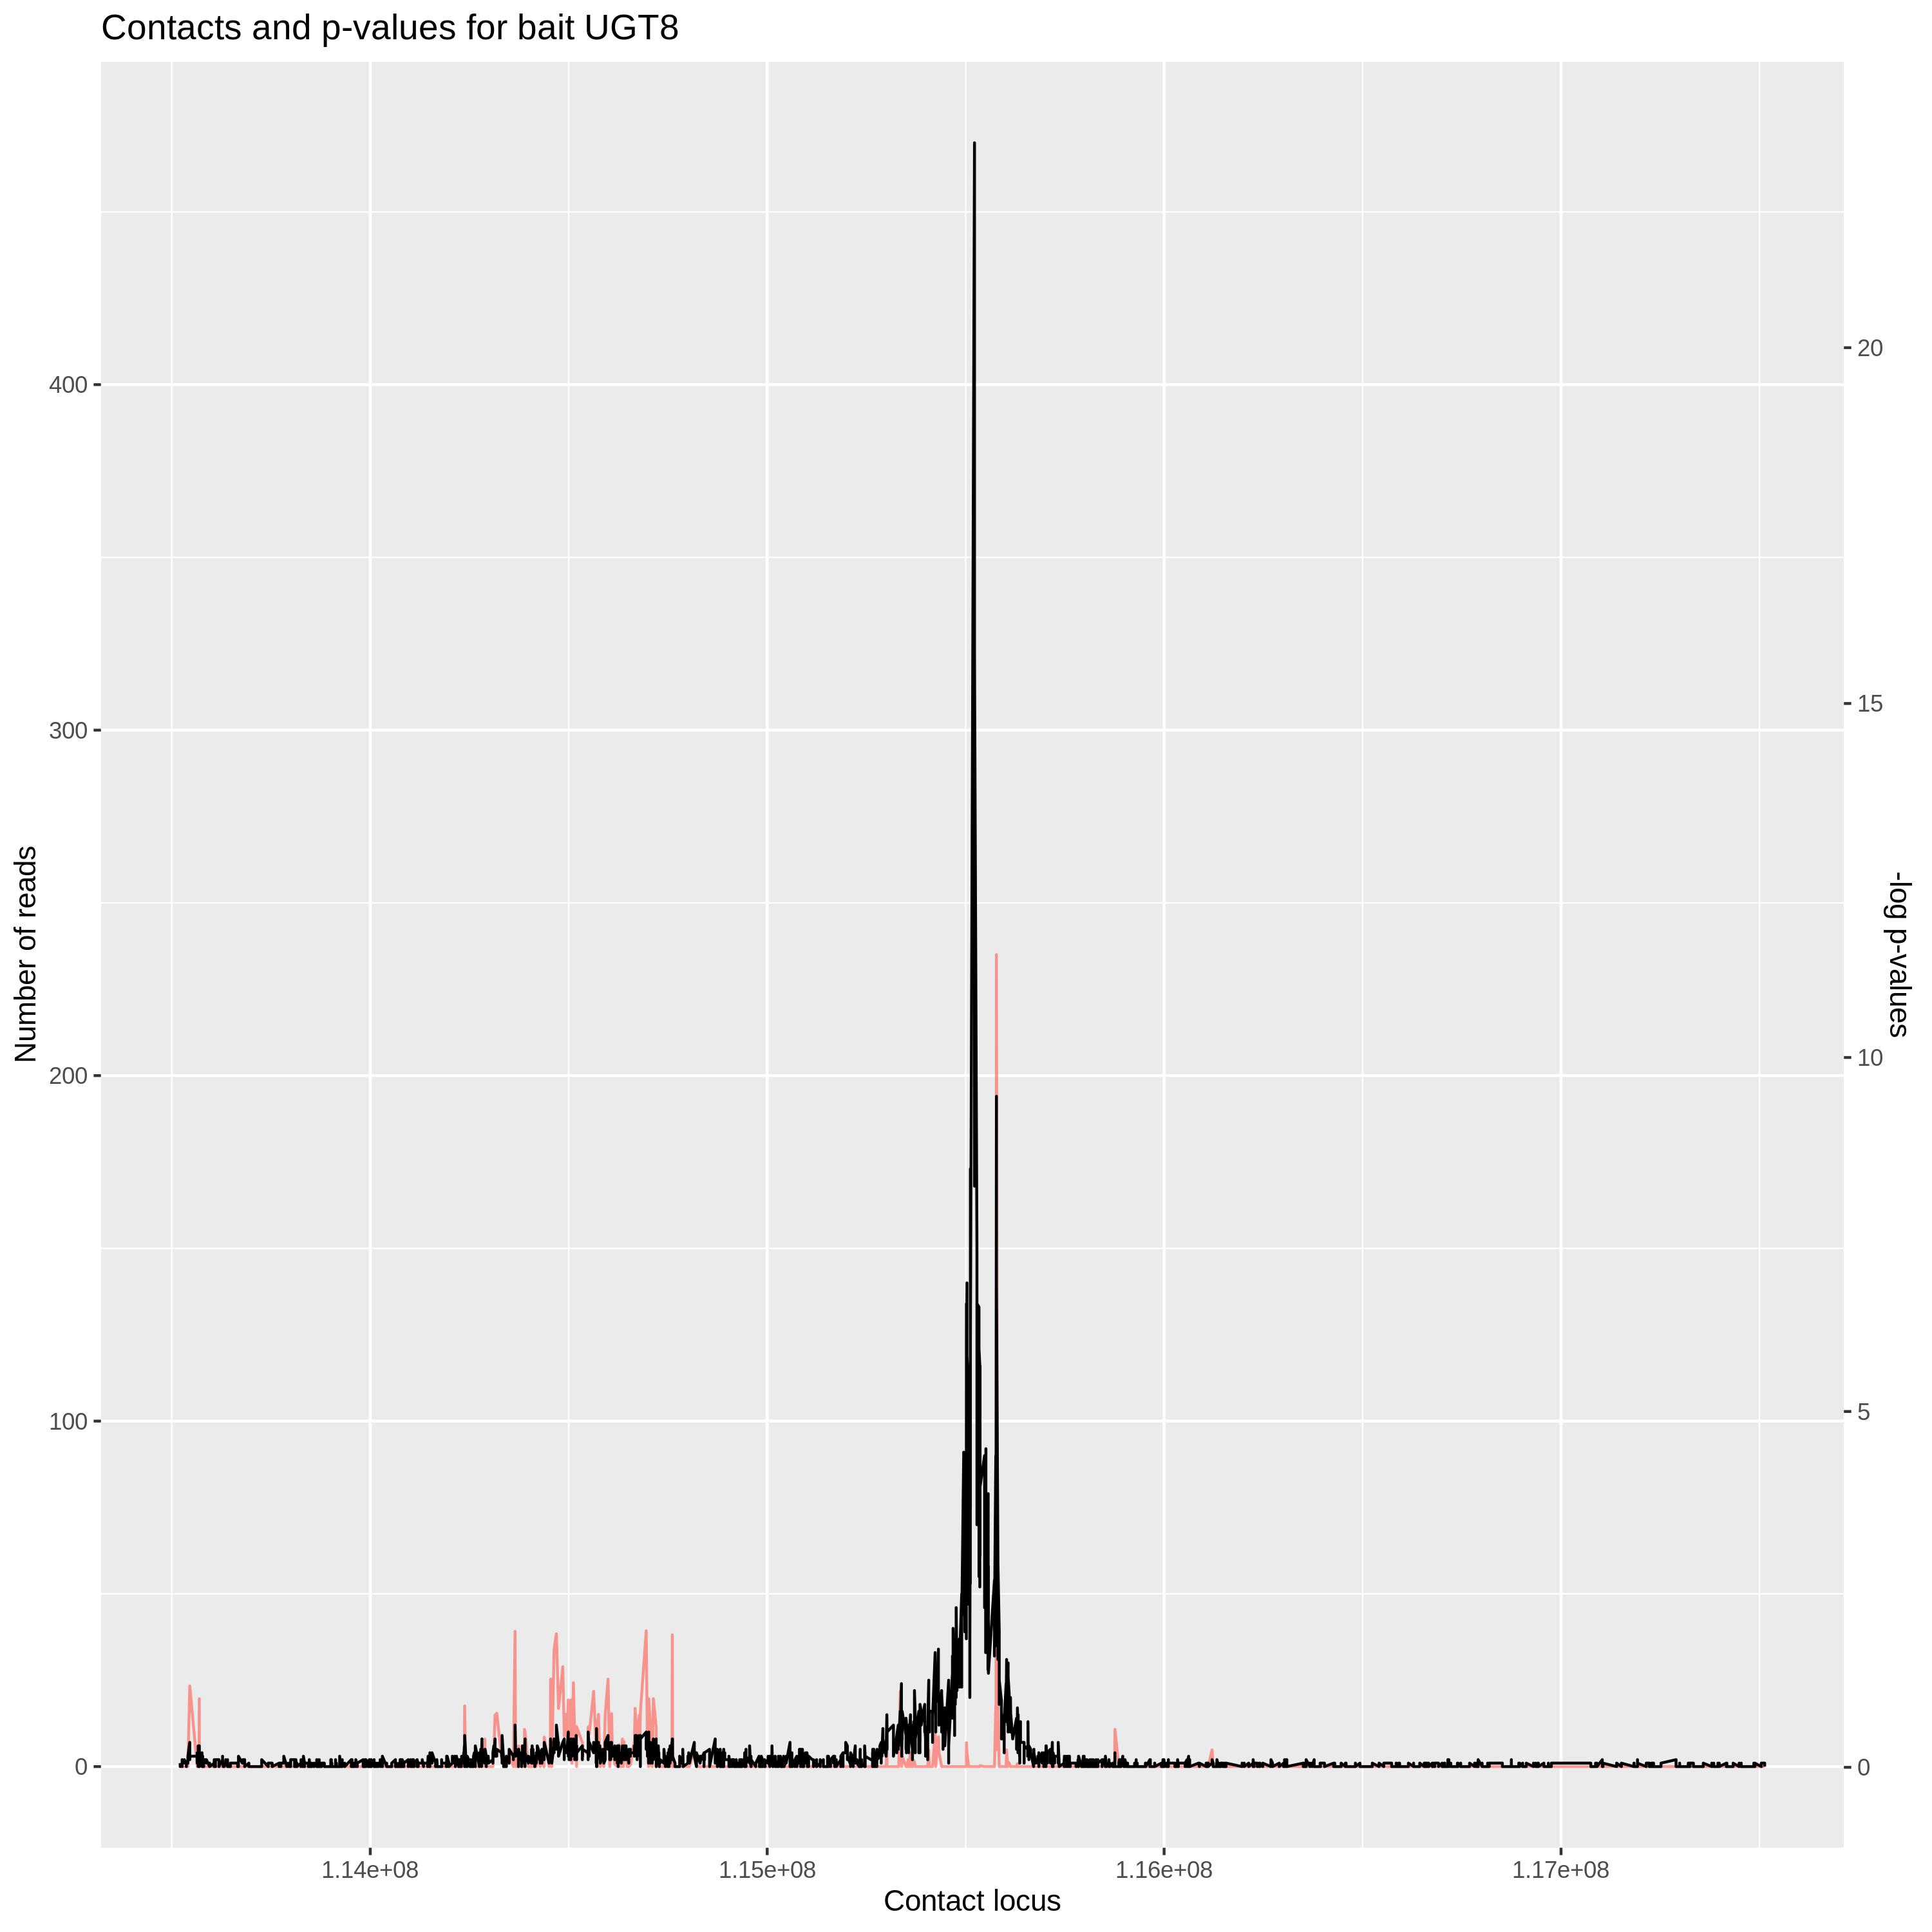 Contacts and p-values for bait UGT8
400
300
200
100
0
Number of reads
20
15
10
5
0
-log p-values
1.14e+08
1.15e+08
1.16e+08
1.17e+08
Contact locus